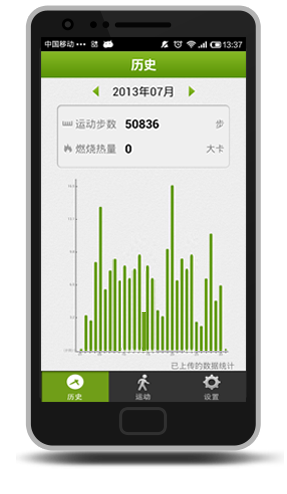 中国移动 ••• 13:37
历史
2013年07月
运动步数 50836 步
燃烧热量 0 大卡
已上传的数据统计
历史 运动 设置